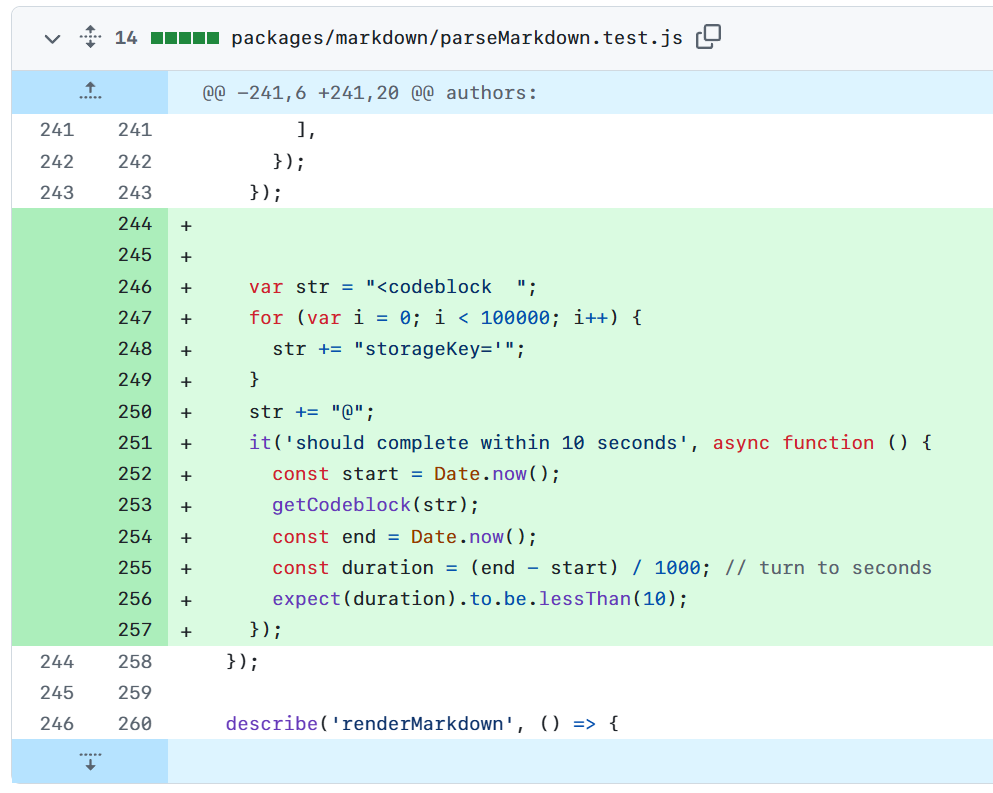 14 packages/markdown/parseMarkdown.test.js
@@ -241,6 +241,20 @@ authors:
241 241 ],
242 242 });
243 243 });
244 +
245 +
246 + var str = "<codeblock  ";
247 + for (var i = 0; i < 100000; i++) {
248 + str += "storageKey='";
249 + }
250 + str += "@";
251 + it('should complete within 10 seconds', async function () {
252 + const start = Date.now();
253 + getCodeblock(str);
254 + const end = Date.now();
255 + const duration = (end - start) / 1000; // turn to seconds
256 + expect(duration).to.be.lessThan(10);
257 + });
244 258 });
245 259
246 260 describe('renderMarkdown', () => {